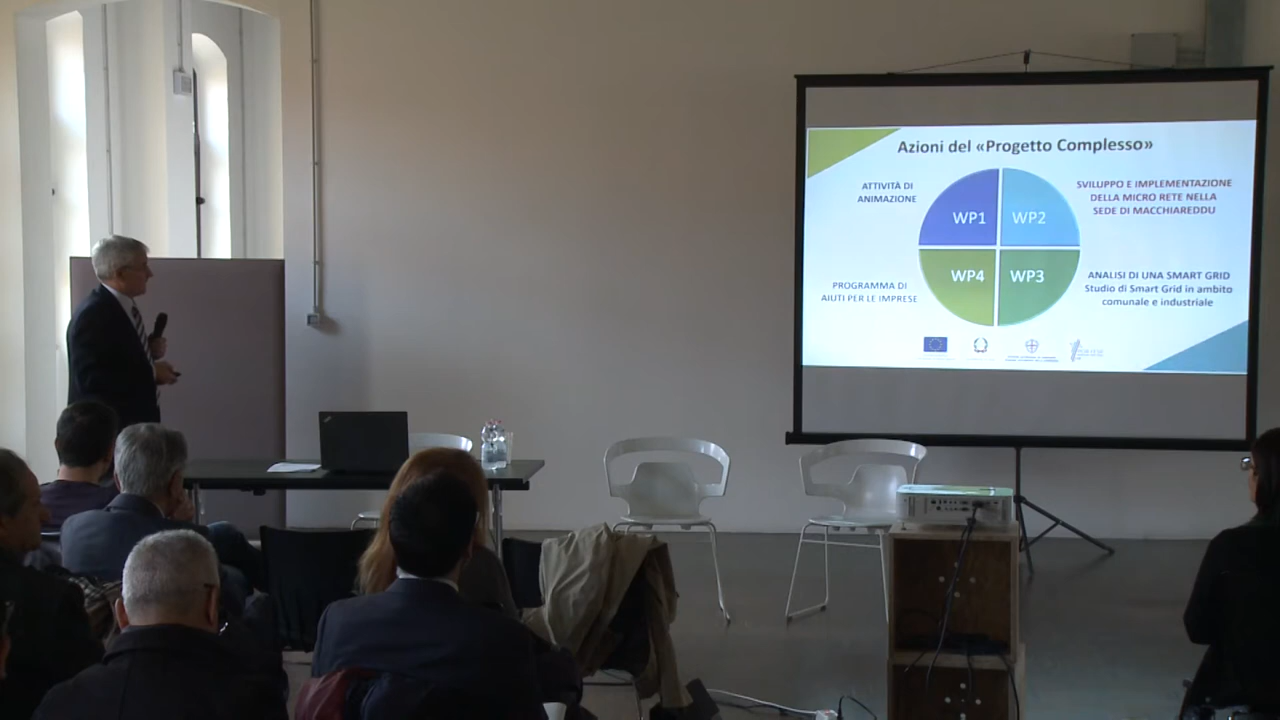 Azioni del «Progetto Complesso»
ATTIVITÀ DI
ANIMAZIONE
WP1
WP2
SVILUPPO E IMPLEMENTAZIONE
DELLA MICRO RETE NELLA
SEDE DI MACCHIAREDDU
PROGRAMMA DI
AIUTI PER LE IMPRESE
WP4
WP3
ANALISI DI UNA SMART GRID
Studio di Smart Grid in ambito
comunale e industriale